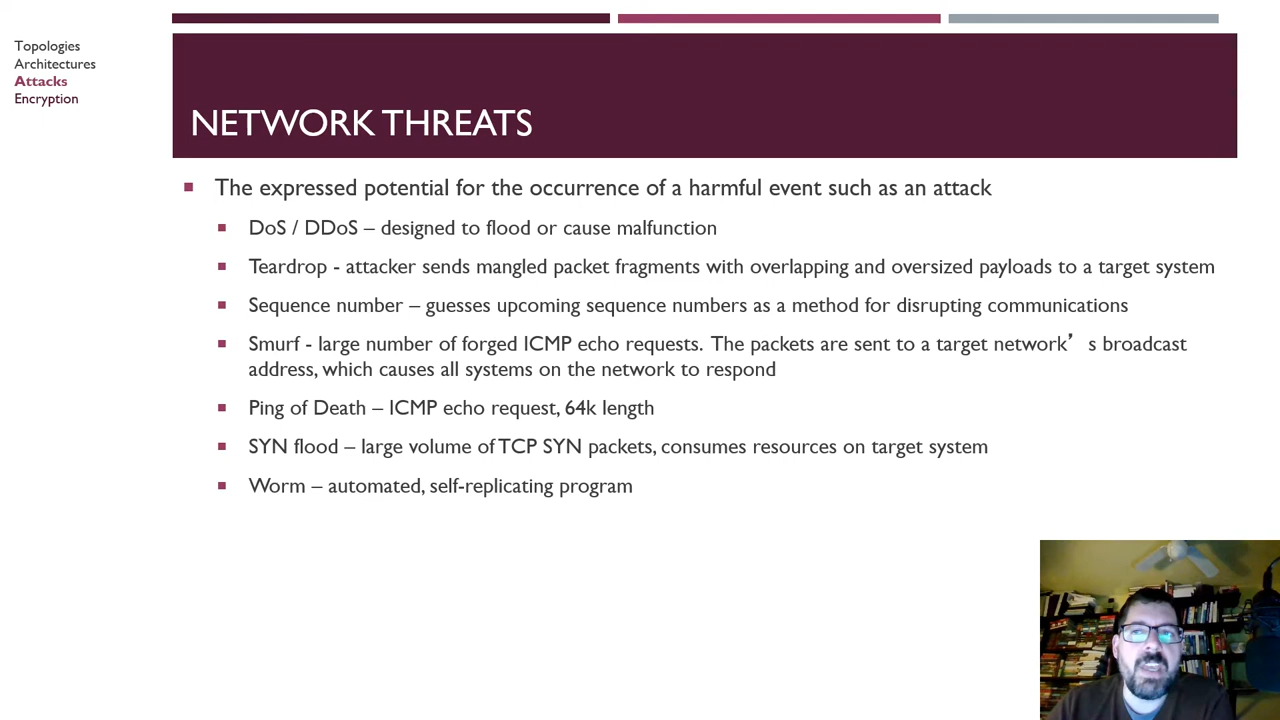 Topologies
Architectures
Attacks
Encryption
NETWORK THREATS
The expressed potential for the occurrence of a harmful event such as an attack
DoS / DDoS – designed to flood or cause malfunction
Teardrop - attacker sends mangled packet fragments with overlapping and oversized payloads to a target system
Sequence number – guesses upcoming sequence numbers as a method for disrupting communications
Smurf - large number of forged ICMP echo requests. The packets are sent to a target network’ s broadcast
address, which causes all systems on the network to respond
Ping of Death – ICMP echo request, 64k length
SYN flood – large volume of TCP SYN packets, consumes resources on target system
Worm – automated, self-replicating program